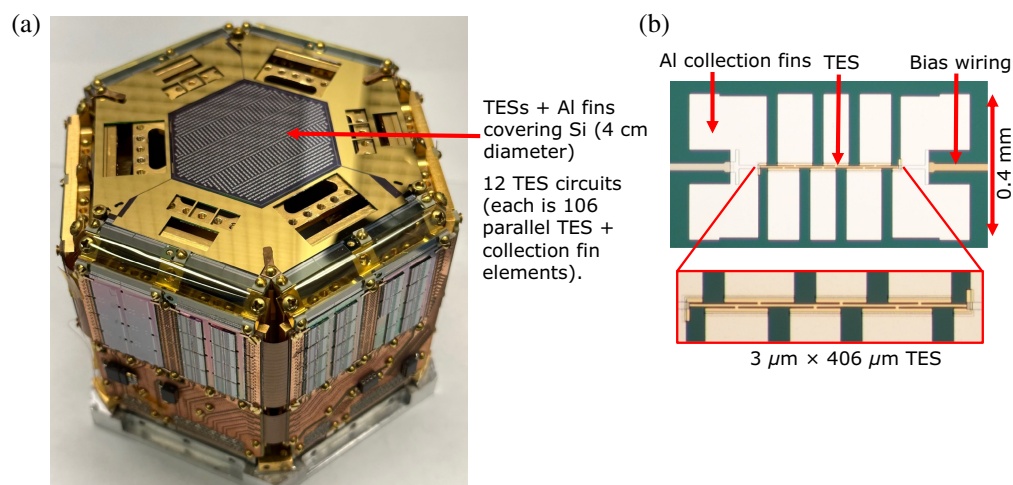 (a)
TESs + Al fins
covering Si (4 cm
diameter)
12 TES circuits
(each is 106
parallel TES +
collection fin
elements).
(b)
Al collection fins
TES
Bias wiring
0.4 mm
3 µm × 406 µm TES